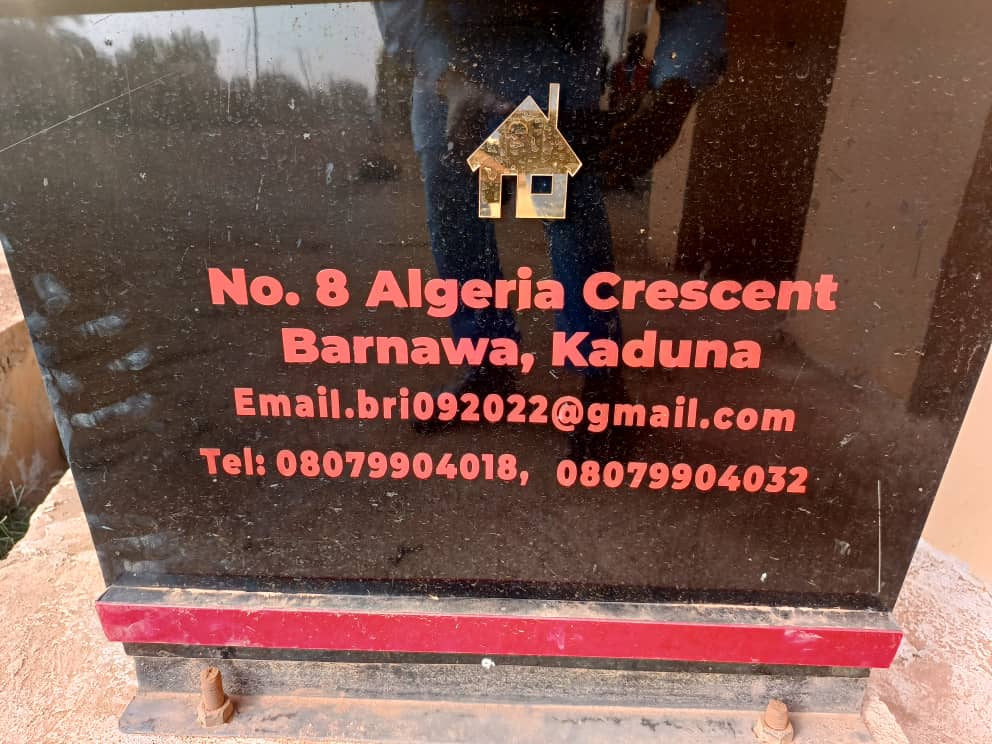 No. 8 Algeria Crescent
Barnawa, Kaduna
Email.bri092022@gmail.com
Tel: 08079904018, 08079904032